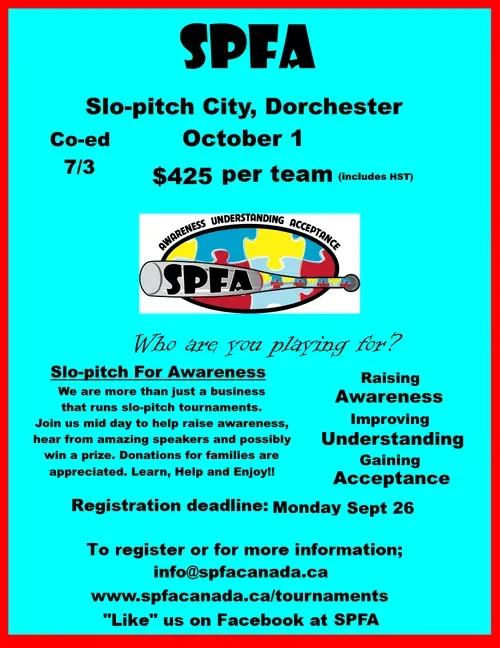 SPFA
Slo-pitch City, Dorchester
Co-ed
7/3
October 1
$425 per team (includes HST)
AWARENESS UNDERSTANDING ACCEPTANCE
SPFA
Who are you playing for?
Slo-pitch For Awareness
We are more than just a business
that runs slo-pitch tournaments.
Join us mid day to help raise awareness,
hear from amazing speakers and possibly
win a prize. Donations for families are
appreciated. Learn, Help and Enjoy!!
Raising
Awareness
Improving
Understanding
Gaining
Acceptance
Registration deadline: Monday Sept 26
To register or for more information;
info@spfacanada.ca
www.spfacanada.ca/tournaments
"Like" us on Facebook at SPFA